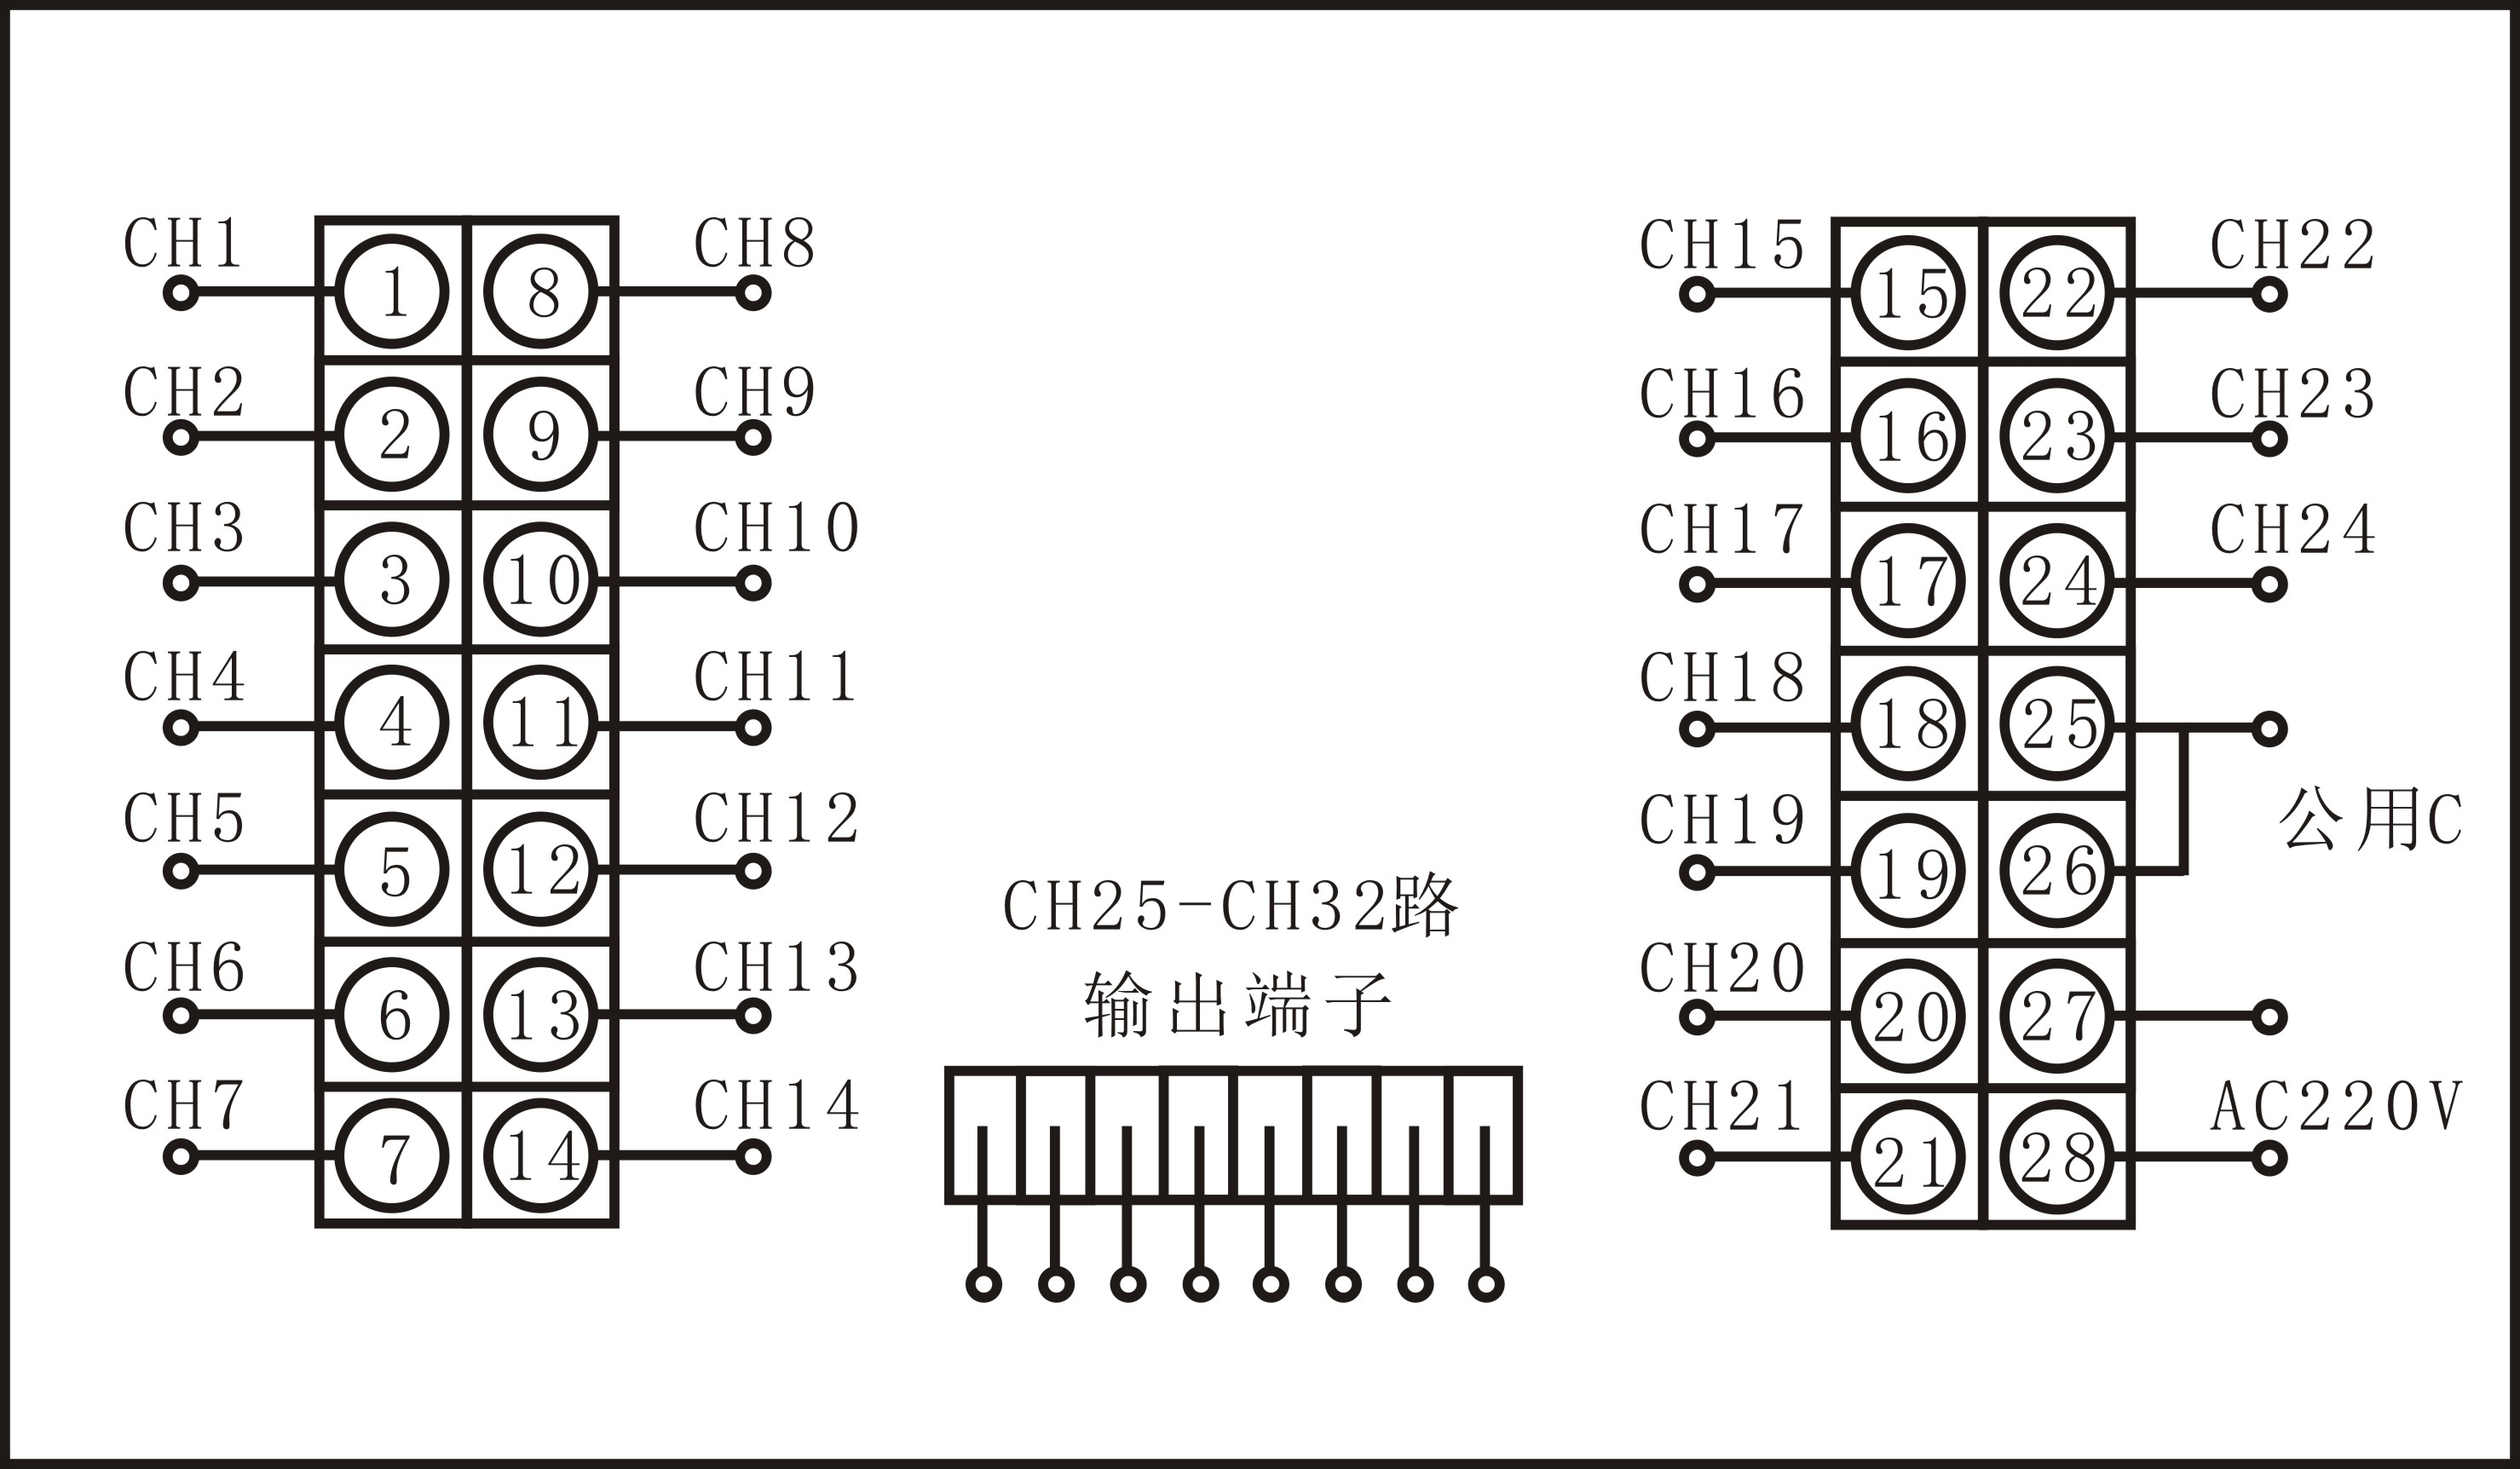 CH1 1 8 CH8
CH2 2 9 CH9
CH3 3 10 CH10
CH4 4 11 CH11
CH5 5 12 CH12
CH6 6 13 CH13
CH7 7 14 CH14
CH25-CH32路
输出端子
CH15 15 22 CH22
CH16 16 23 CH23
CH17 17 24 CH24
CH18 18 25
公用C
CH19 19 26
CH20 20 27
CH21 21 28 AC220V